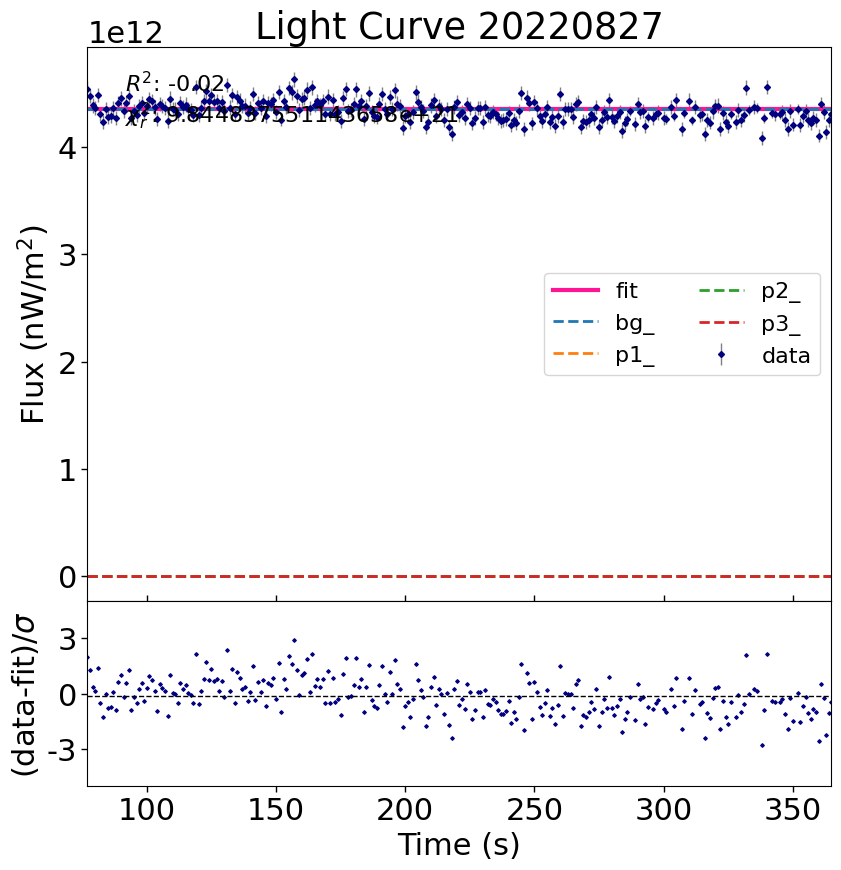 Light Curve 20220827
1e12
R²: -0.02
4
3
2
1
0
Flux (nW/m²)
fit
bg_
p1_
p2_
p3_
data
3
0
-3
(data-fit)/σ
100
150
200
250
300
350
Time (s)